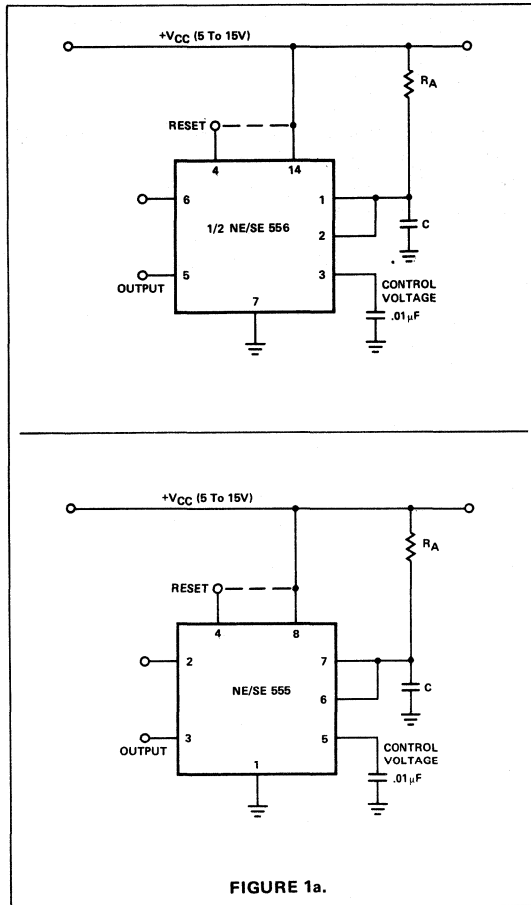 +VCC (5 To 15V)
RA
RESET
4
14
6
1
1/2 NE/SE 556
2
C
5
3
OUTPUT
CONTROL
VOLTAGE
7
.01μF
+VCC (5 To 15V)
RA
RESET
4
8
2
7
NE/SE 555
6
C
3
5
OUTPUT
CONTROL
VOLTAGE
1
.01μF
FIGURE 1a.